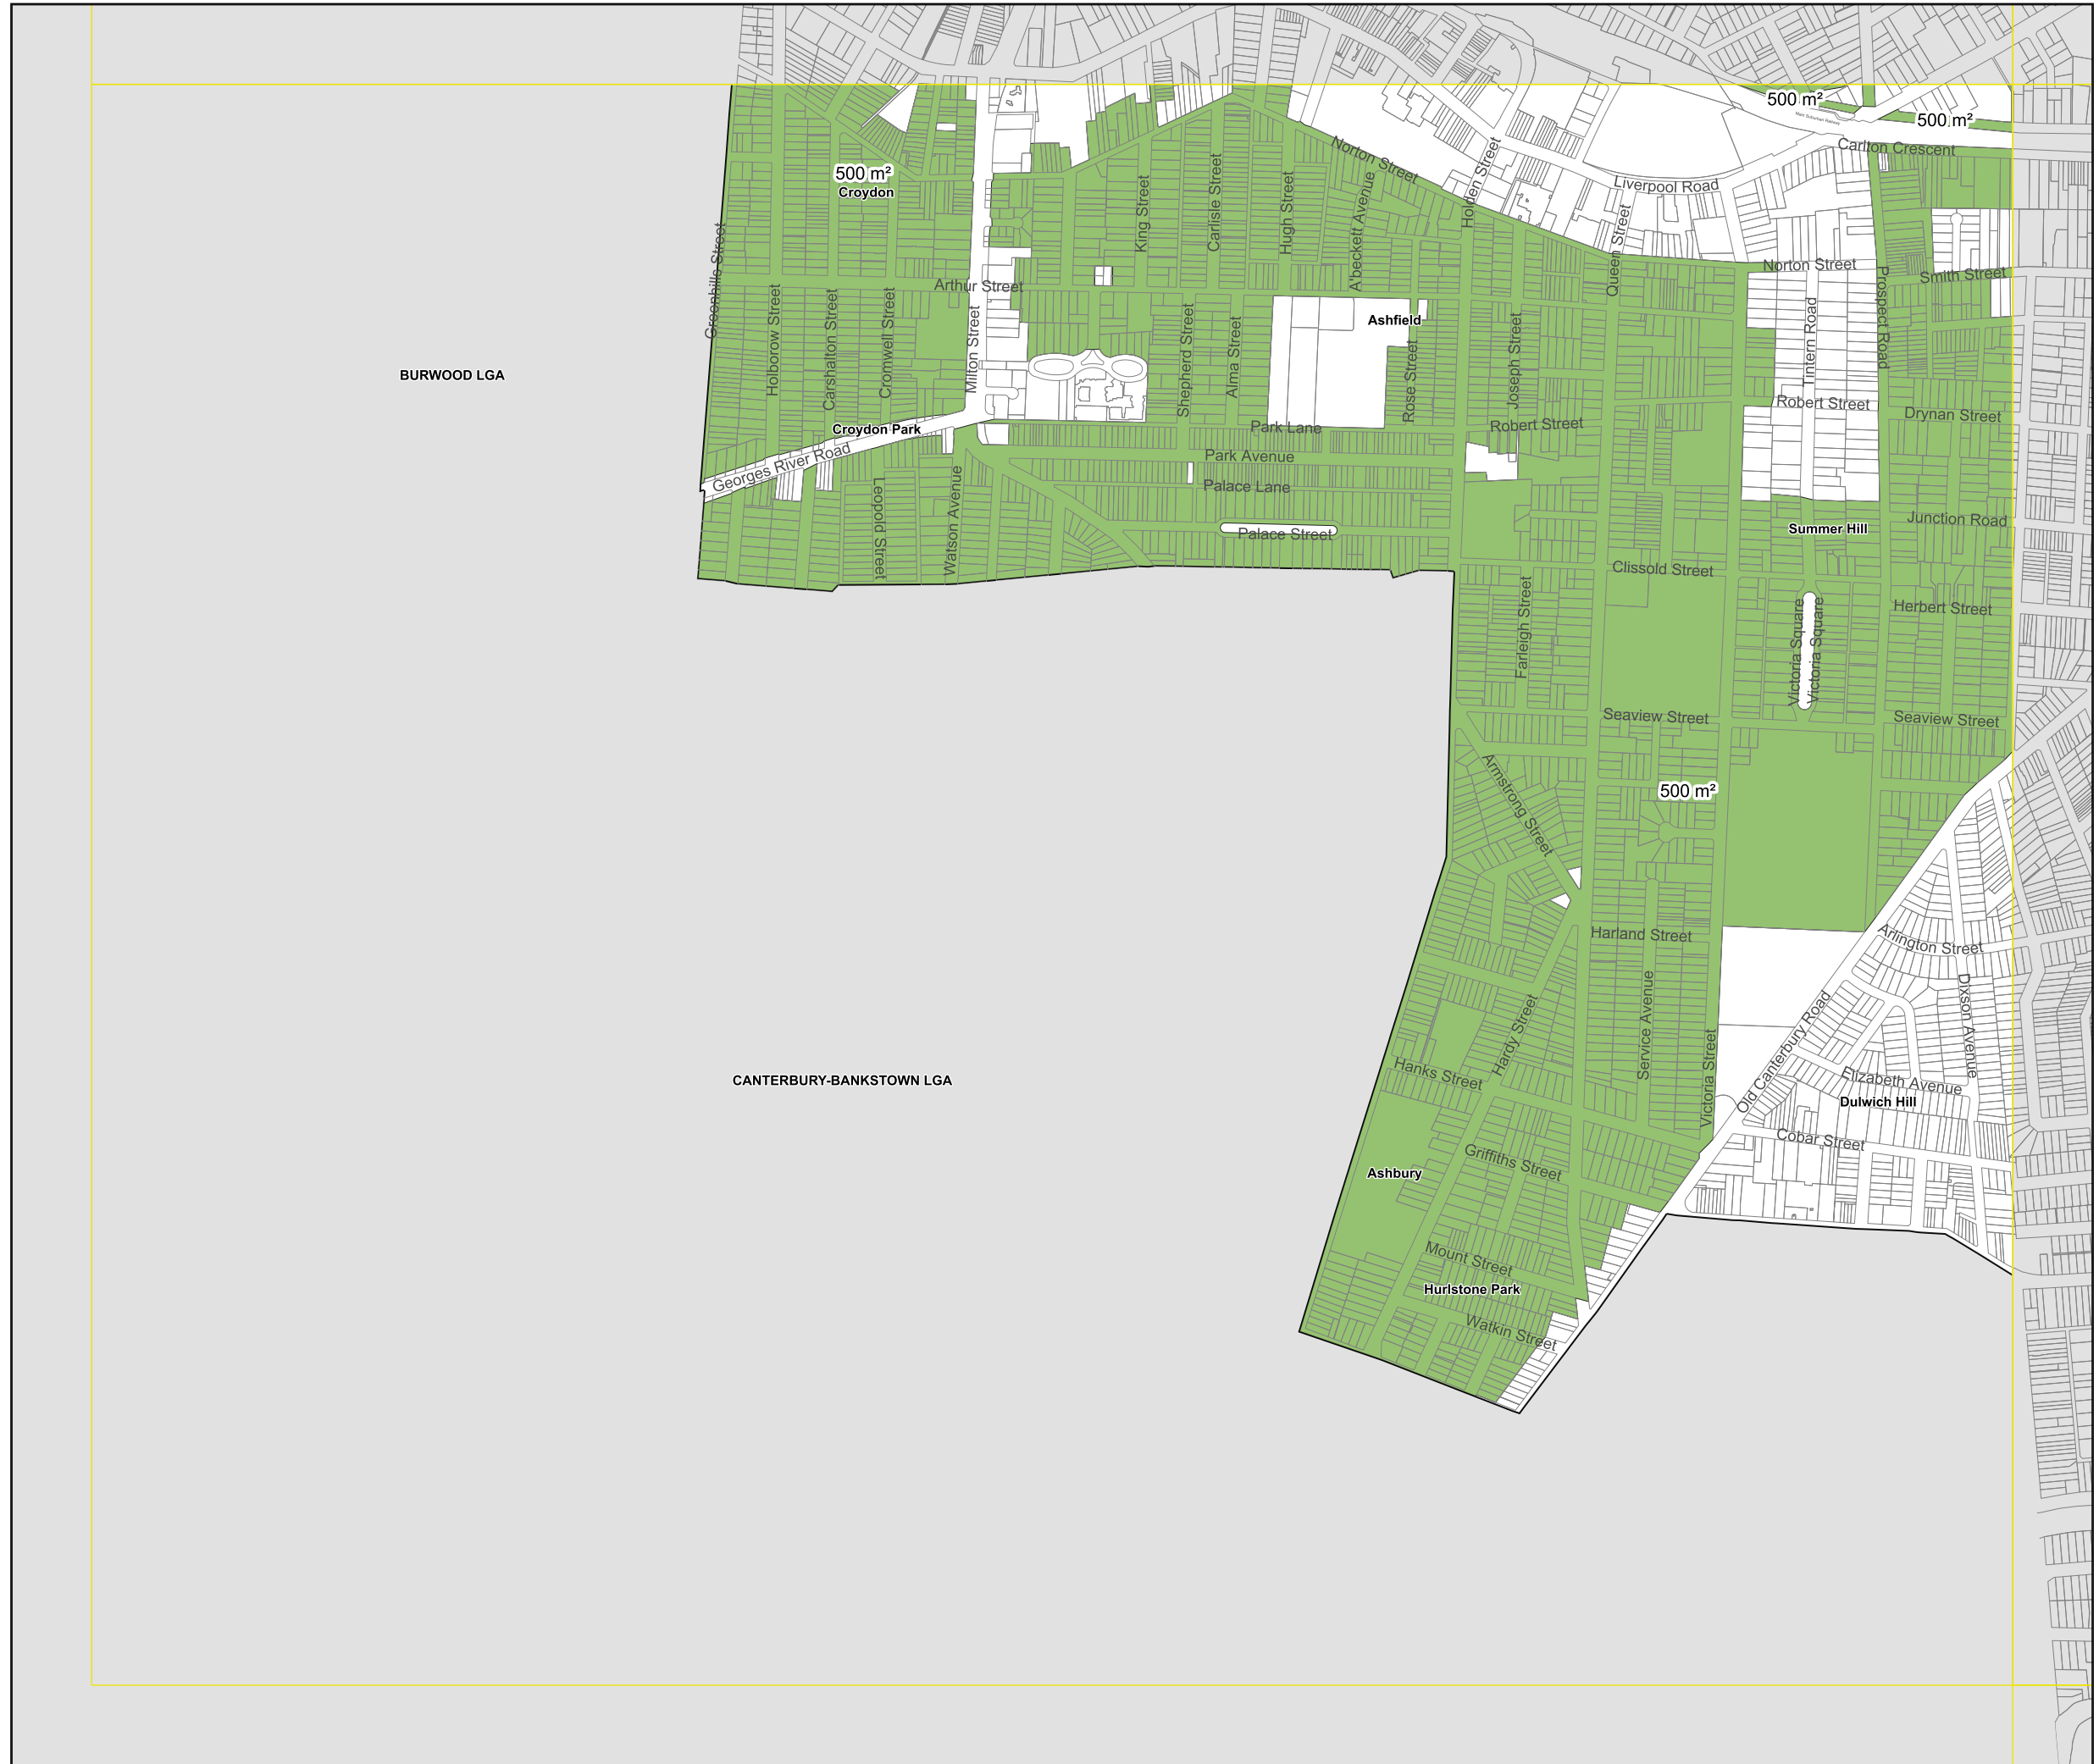 500 m²
500 m²
Main Suburban Railway
Carlton Crescent
Norton Street
Holden Street
Liverpool Road
500 m²
Croydon
King Street
Carlisle Street
Hugh Street
A'beckett Avenue
Queen Street
Greenhills Street
Norton Street
Prospect Road
Smith Street
Arthur Street
Holborow Street
Carshalton Street
Cromwell Street
Milton Street
Shepherd Street
Alma Street
Ashfield
Rose Street
Joseph Street
Tintern Road
BURWOOD LGA
Robert Street
Drynan Street
Croydon Park
Park Lane
Robert Street
Georges River Road
Park Avenue
Palace Lane
Leopold Street
Watson Avenue
Palace Street
Junction Road
Summer Hill
Clissold Street
Farleigh Street
Victoria Square
Victoria Square
Herbert Street
Seaview Street
Seaview Street
Armstrong Street
500 m²
Harland Street
Arlington Street
Dixson Avenue
Hardy Street
Service Avenue
Victoria Street
Old Canterbury Road
Hanks Street
CANTERBURY-BANKSTOWN LGA
Elizabeth Avenue
Dulwich Hill
Cobar Street
Ashbury
Griffiths Street
Mount Street
Hurlstone Park
Watkin Street